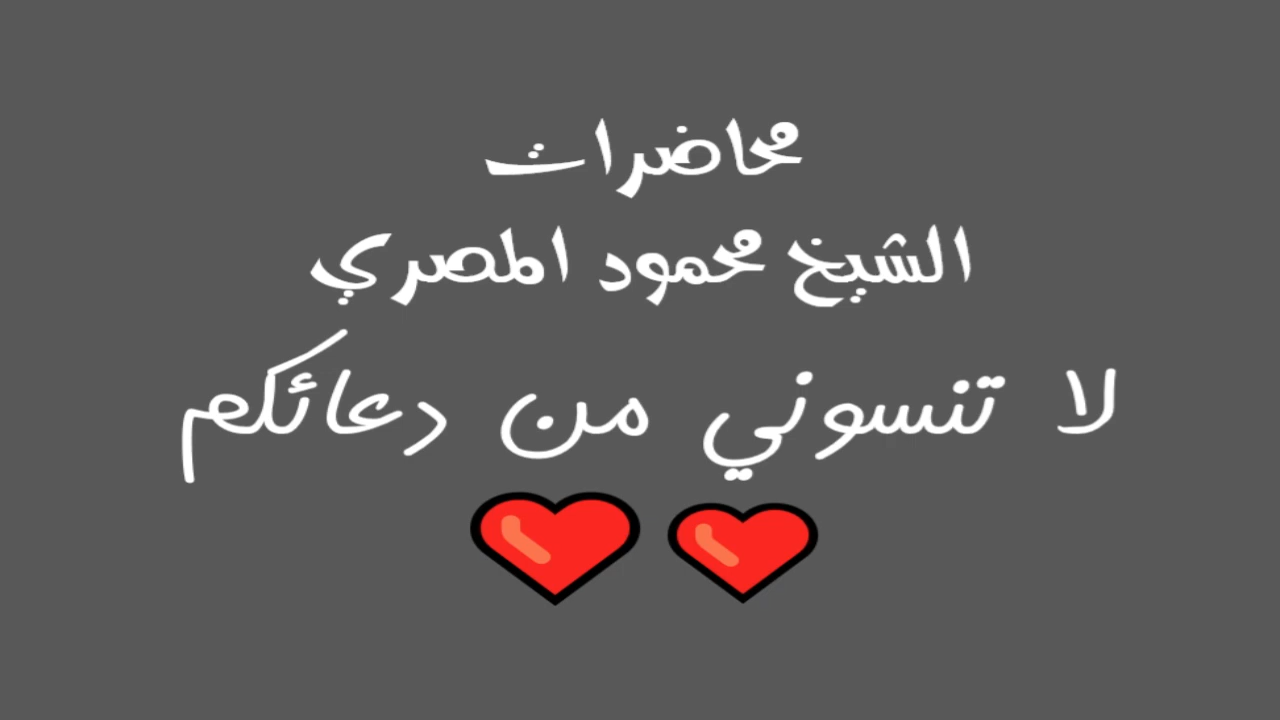 محاضرات
الشيخ محمود المصري
لا تنسوني من دعائكم